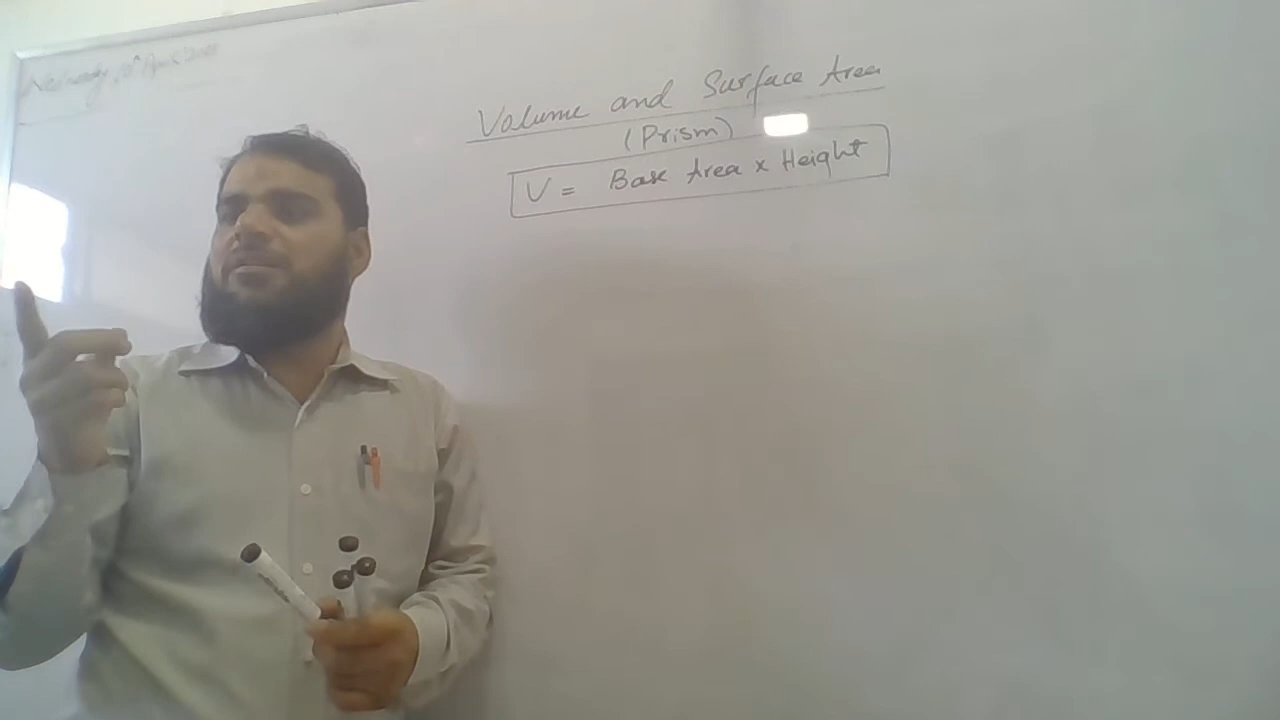 Volume and Surface Area
(Prism)
V = Base Area x Height